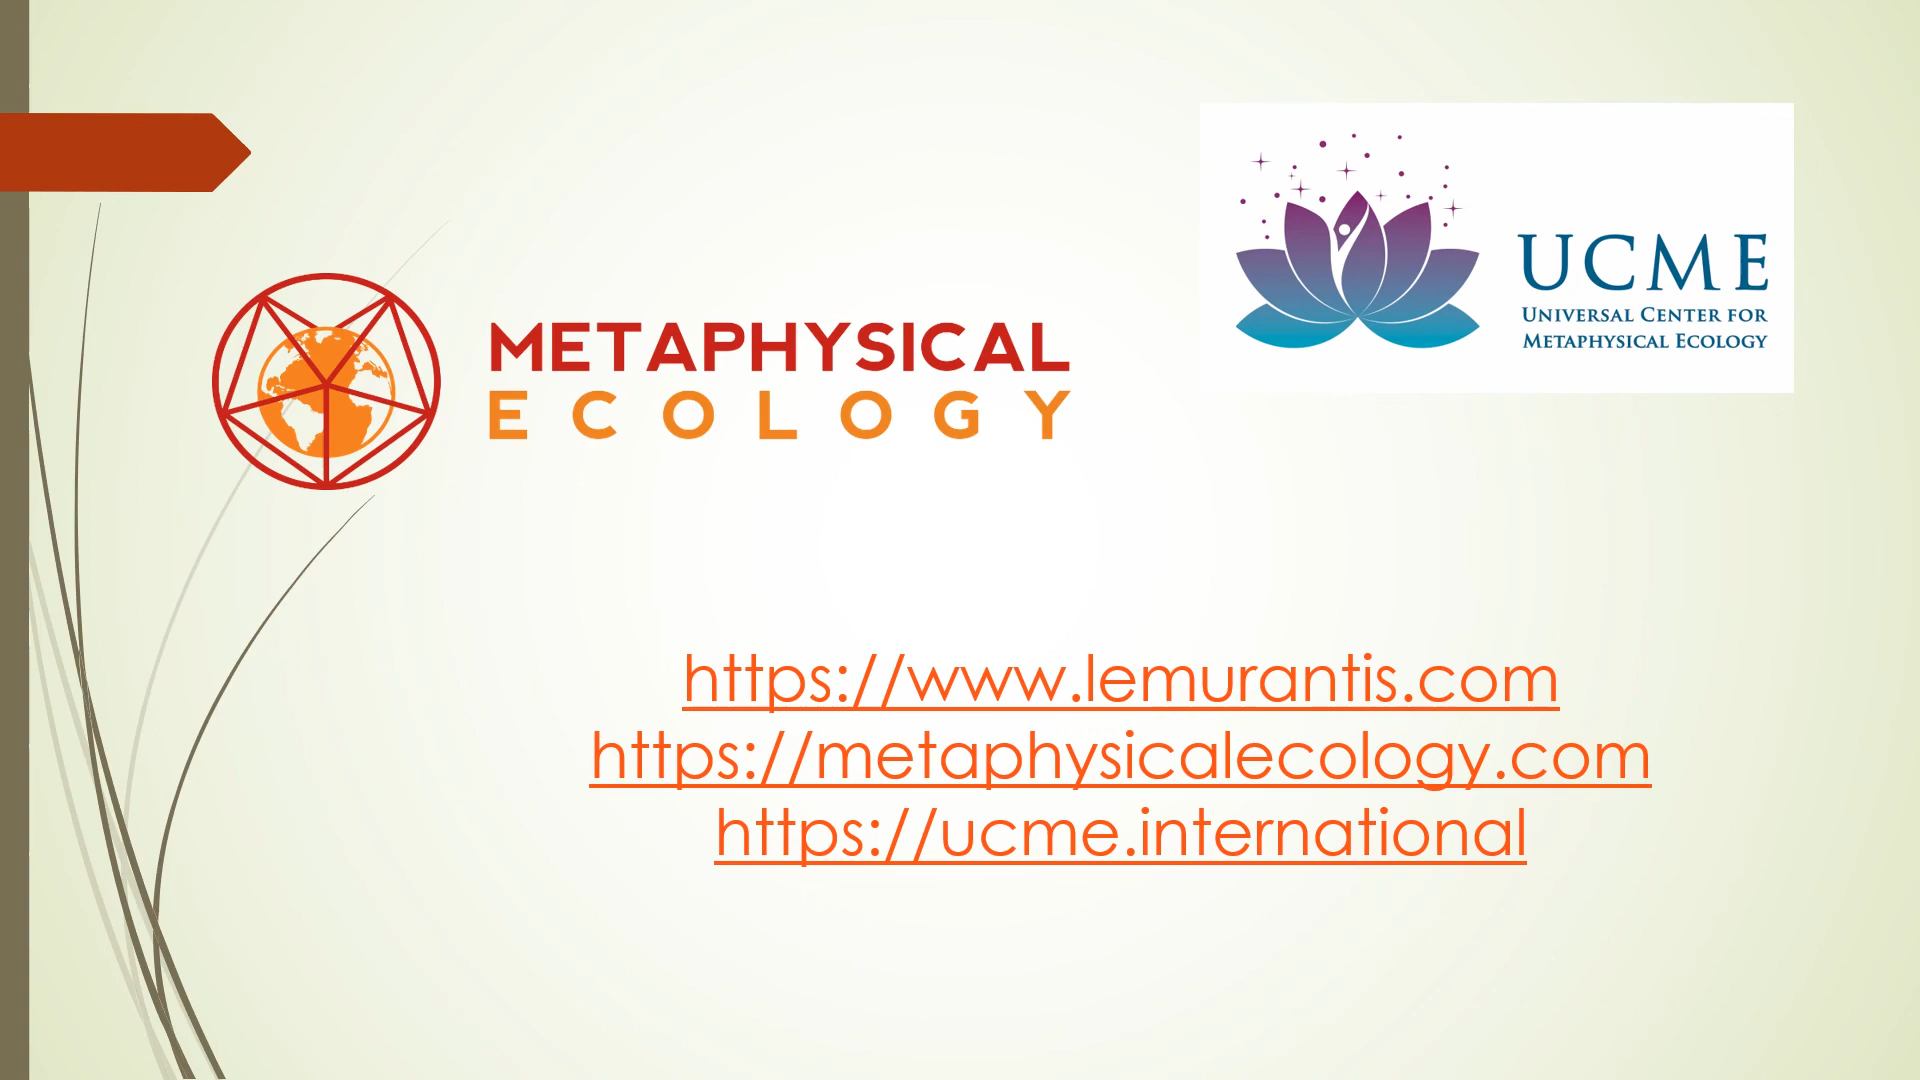 METAPHYSICAL
ECOLOGY
UCME
UNIVERSAL CENTER FOR
METAPHYSICAL ECOLOGY
https://www.lemurantis.com
https://metaphysicalecology.com
https://ucme.international